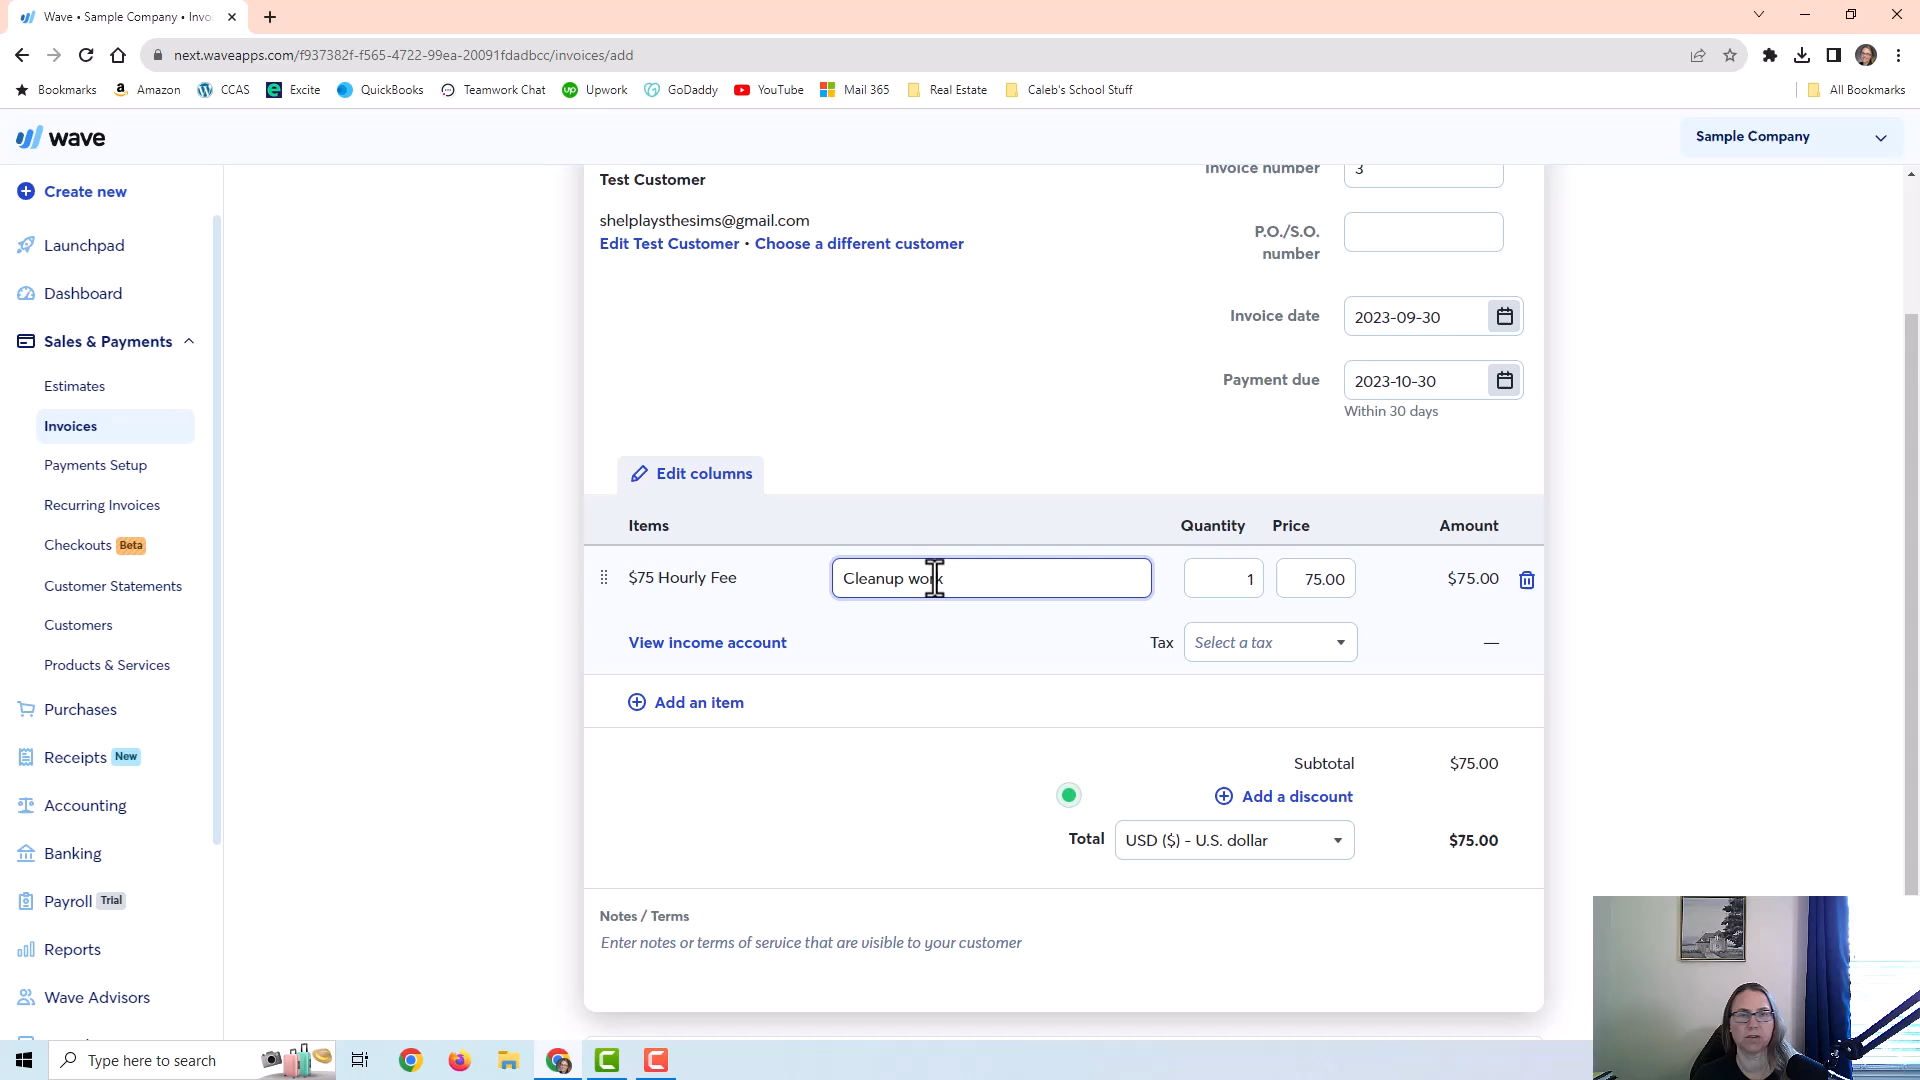 Wave • Sample Company • Invo
next.waveapps.com/f937382f-f565-4722-99ea-20091fdadbcc/invoices/add
Bookmarks Amazon CCAS Excite QuickBooks Teamwork Chat Upwork GoDaddy YouTube Mail 365 Real Estate Caleb's School Stuff All Bookmarks
wave
Sample Company
Create new
Launchpad
Dashboard
Sales & Payments
Estimates
Invoices
Payments Setup
Recurring Invoices
Checkouts Beta
Customer Statements
Customers
Products & Services
Purchases
Receipts New
Accounting
Banking
Payroll Trial
Reports
Wave Advisors
Test Customer
shelplaysthesims@gmail.com
Edit Test Customer • Choose a different customer
Invoice number 3
P.O./S.O. number
Invoice date 2023-09-30
Payment due 2023-10-30
Within 30 days
Edit columns
Items Quantity Price Amount
$75 Hourly Fee Cleanup work 1 75.00 $75.00
View income account Tax Select a tax —
Add an item
Subtotal $75.00
Add a discount
Total USD ($) - U.S. dollar $75.00
Notes / Terms
Enter notes or terms of service that are visible to your customer
Type here to search